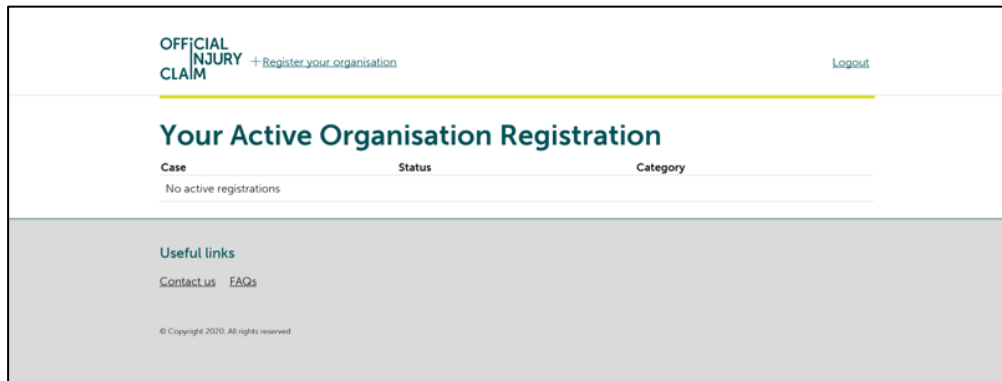 OFFiCIAL
INJURY
CLAIM
+Register your organisation
Logout
Your Active Organisation Registration
Case Status Category
No active registrations
Useful links
Contact us FAQs
© Copyright 2020. All rights reserved